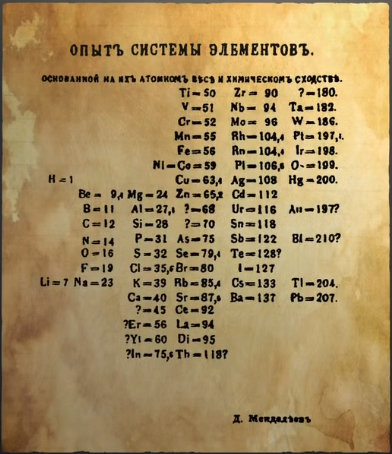 ОПЫТЪ СИСТЕМЫ ЭЛЕМЕНТОВЪ.
ОСНОВАННОЙ НА ИХЪ АТОМНОМЪ ВѢСѢ И ХИМИЧЕСКОМЪ СХОДСТВѢ.
Ti=50 Zr=90 ?=180.
V=51 Nb=94 Ta=182.
Cr=52 Mo=96 W=186.
Mn=55 Rh=104,4 Pt=197,1.
Fe=56 Rn=104,4 Ir=198.
Ni=Co=59 Pl=106,6 O=199.
H=1 Cu=63,4 Ag=108 Hg=200.
Be=9,4 Mg=24 Zn=65,2 Cd=112
B=11 Al=27,1 ?=68 Ur=116 Au=197?
C=12 Si=28 ?=70 Sn=118
N=14 P=31 As=75 Sb=122 Bi=210?
O=16 S=32 Se=79,4 Te=128?
F=19 Cl=35,6 Br=80 I=127
Li=7 Na=23 K=39 Rb=85,4 Cs=133 Tl=204.
Ca=40 Sr=87,6 Ba=137 Pb=207.
?=45 Ce=92
?Er=56 La=94
?Yt=60 Di=95
?In=75,6 Th=118?
Д. Менделѣевъ